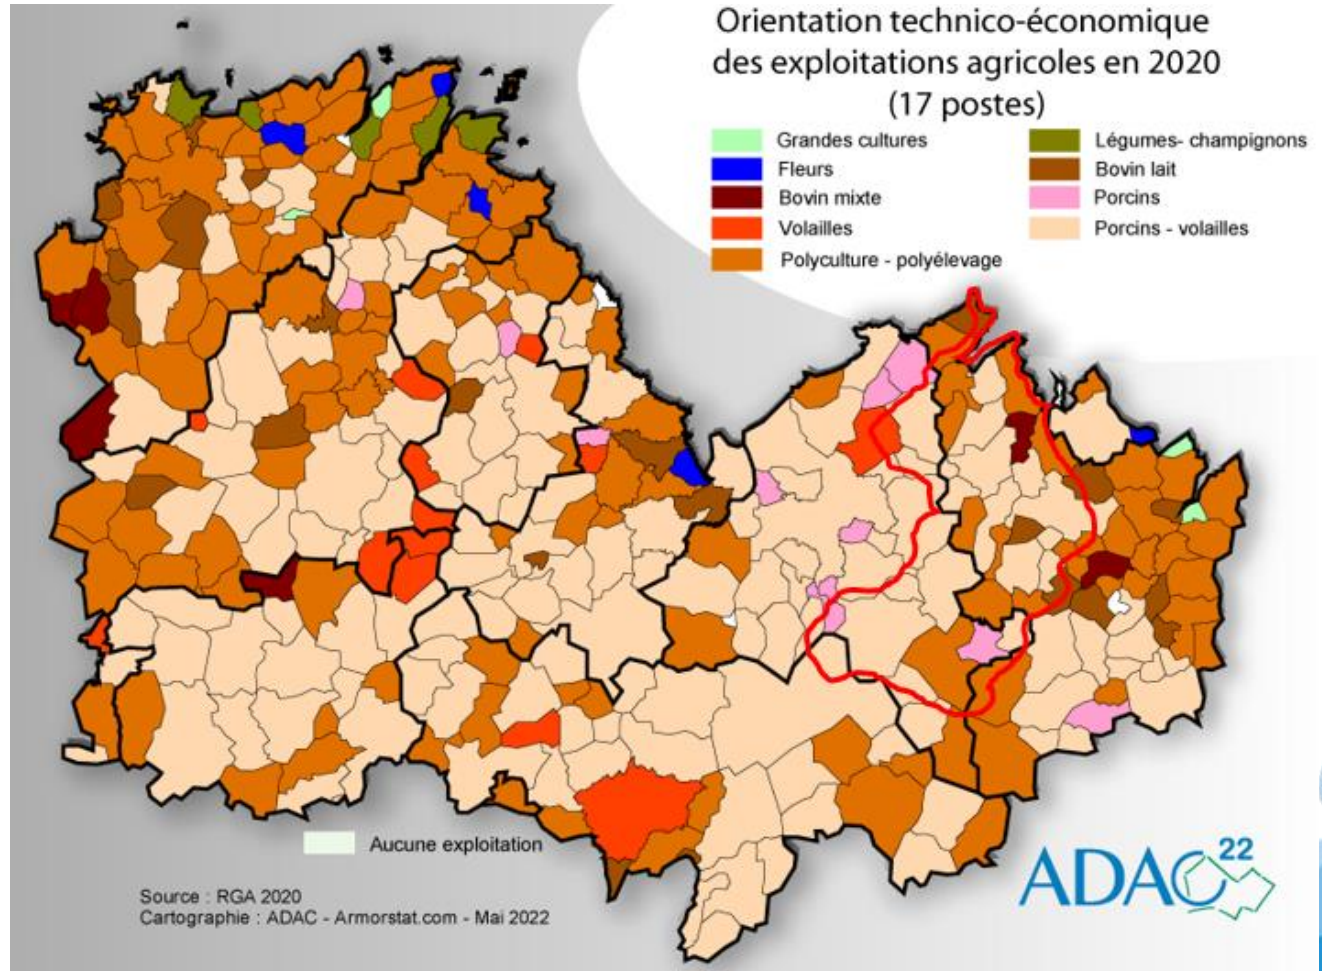 Orientation technico-économique
des exploitations agricoles en 2020
(17 postes)
Grandes cultures
Légumes- champignons
Fleurs
Bovin lait
Bovin mixte
Porcins
Volailles
Porcins - volailles
Polyculture - polyélevage
Aucune exploitation
Source : RGA 2020
Cartographie : ADAC - Armorstat.com - Mai 2022
ADAC 22